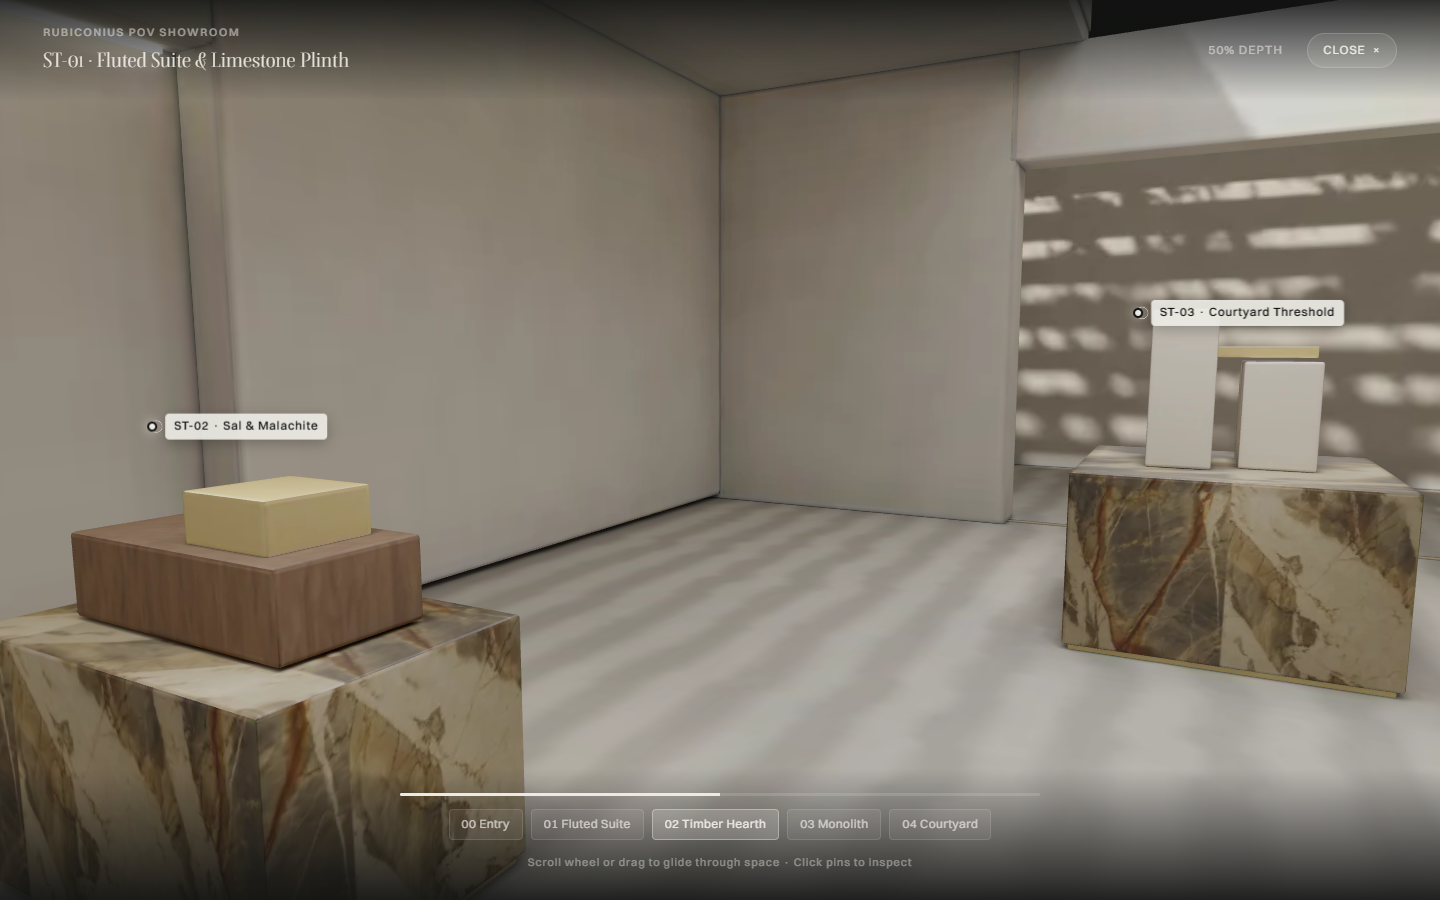 RUBICONIUS POV SHOWROOM
ST-01 · Fluted Suite & Limestone Plinth
50% DEPTH
CLOSE ×
ST-03 · Courtyard Threshold
ST-02 · Sal & Malachite
00 Entry
01 Fluted Suite
02 Timber Hearth
03 Monolith
04 Courtyard
Scroll wheel or drag to glide through space · Click pins to inspect